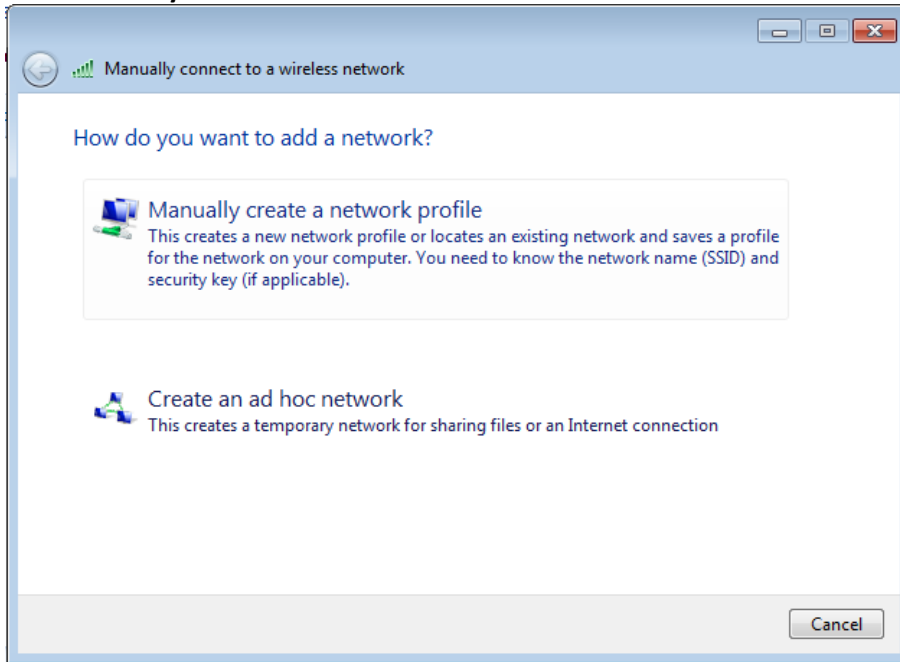 Manually connect to a wireless network
How do you want to add a network?
Manually create a network profile
This creates a new network profile or locates an existing network and saves a profile
for the network on your computer. You need to know the network name (SSID) and
security key (if applicable).
Create an ad hoc network
This creates a temporary network for sharing files or an Internet connection
Cancel